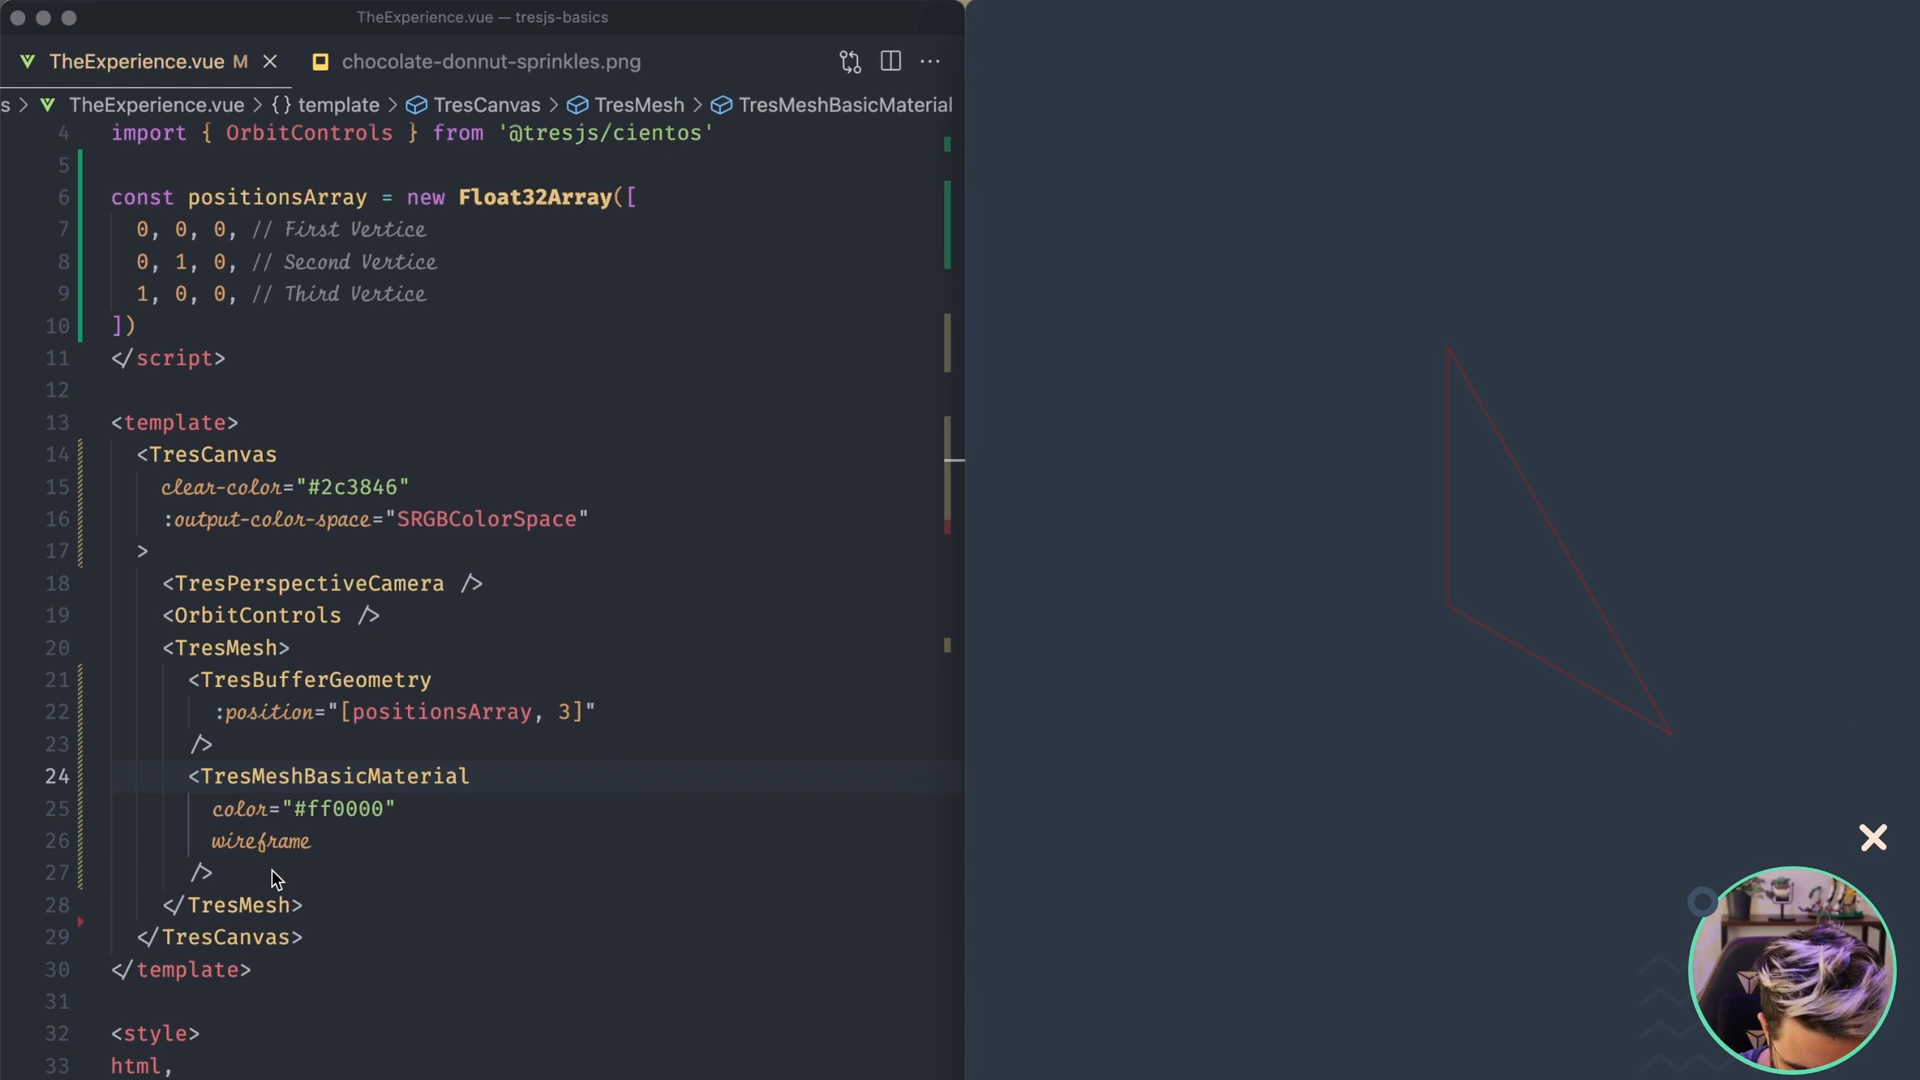 TheExperience.vue — tresjs-basics
TheExperience.vue M
chocolate-donnut-sprinkles.png
s > TheExperience.vue > {} template > TresCanvas > TresMesh > TresMeshBasicMaterial
4 import { OrbitControls } from '@tresjs/cientos'
5
6 const positionsArray = new Float32Array([
7 0, 0, 0, // First Vertice
8 0, 1, 0, // Second Vertice
9 1, 0, 0, // Third Vertice
10 ])
11 </script>
12
13 <template>
14 <TresCanvas
15 clear-color="#2c3846"
16 :output-color-space="SRGBColorSpace"
17 >
18 <TresPerspectiveCamera />
19 <OrbitControls />
20 <TresMesh>
21 <TresBufferGeometry
22 :position="[positionsArray, 3]"
23 />
24 <TresMeshBasicMaterial
25 color="#ff0000"
26 wireframe
27 />
28 </TresMesh>
29 </TresCanvas>
30 </template>
31
32 <style>
33 html,